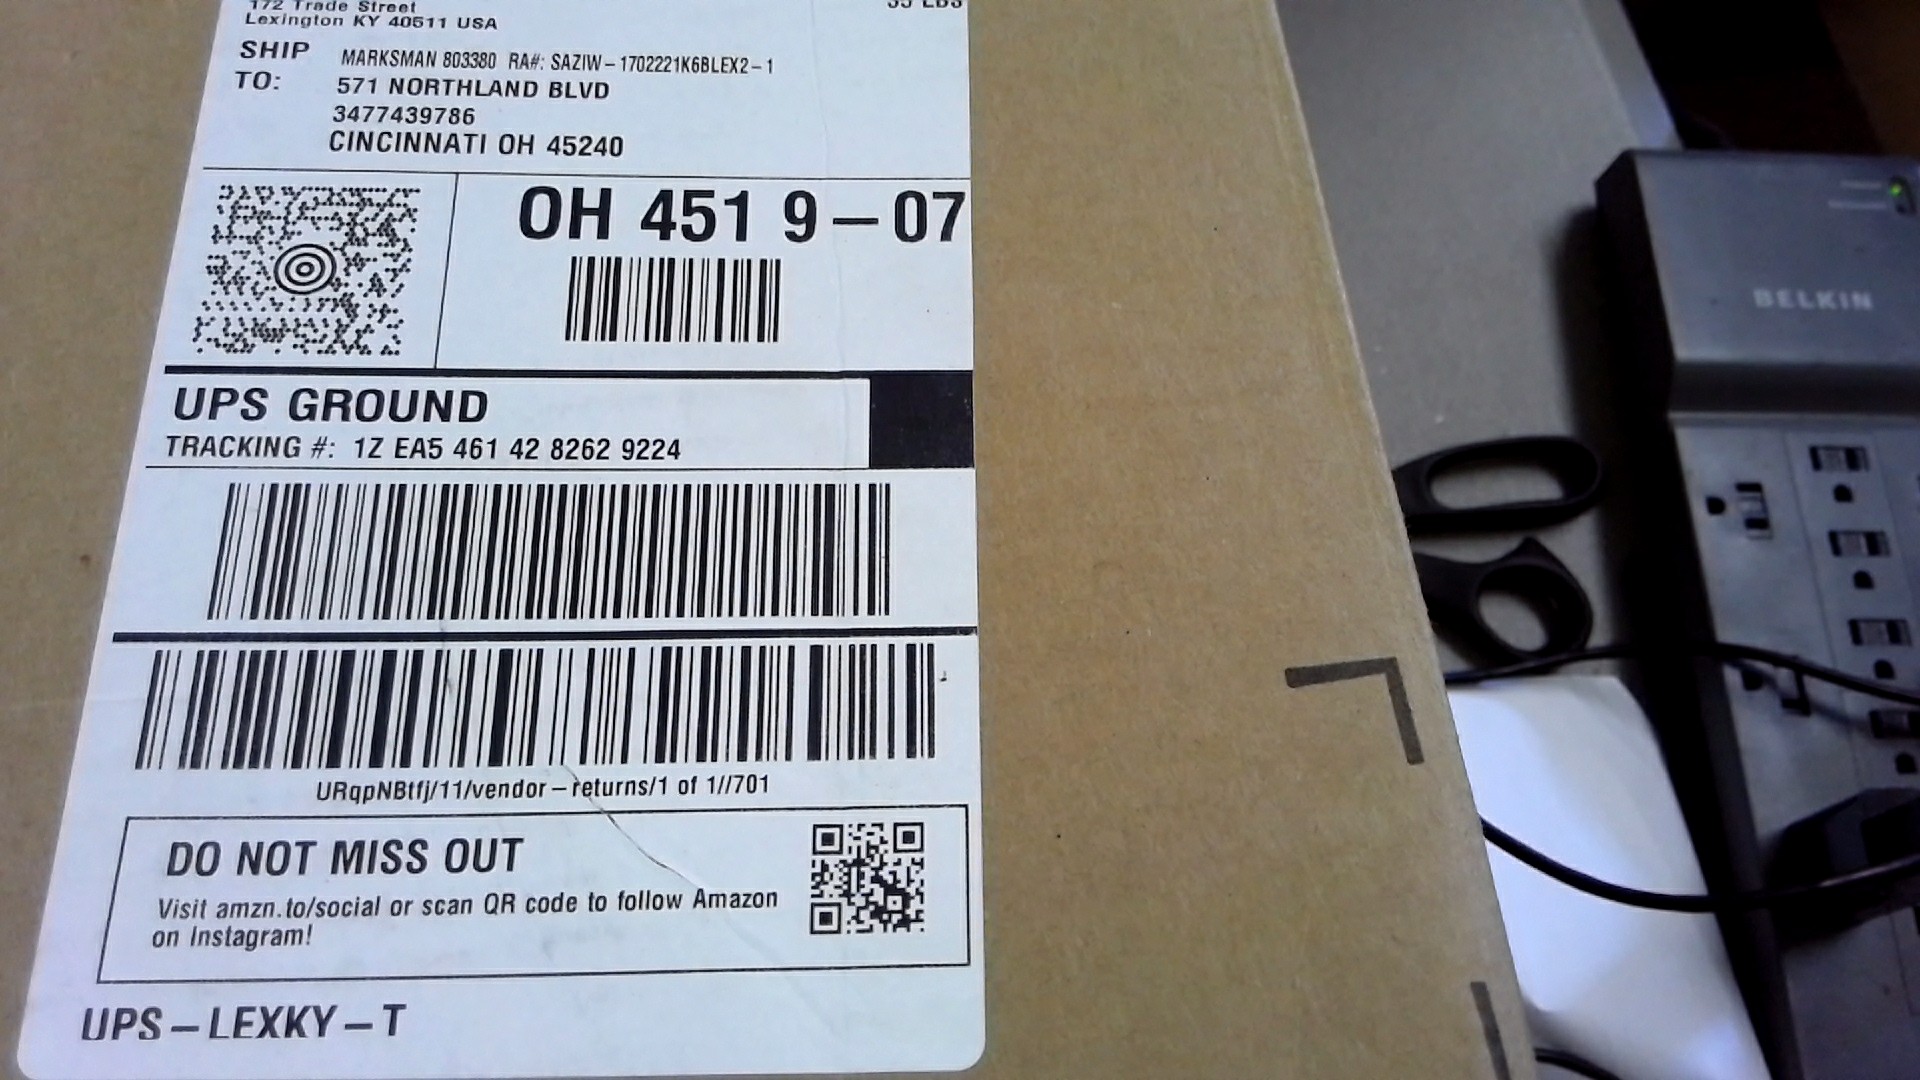 172 Trade Street
Lexington KY 40511 USA
35 LBS
SHIP TO:
MARKSMAN 803380 RA#: SAZIW-1702221K6BLEX2-1
571 NORTHLAND BLVD
3477439786
CINCINNATI OH 45240
OH 451 9-07
UPS GROUND
TRACKING #: 1Z EA5 461 42 8262 9224
URqpNBtfj/11/vendor-returns/1 of 1//701
DO NOT MISS OUT
Visit amzn.to/social or scan QR code to follow Amazon
on Instagram!
UPS-LEXKY-T
BELKIN